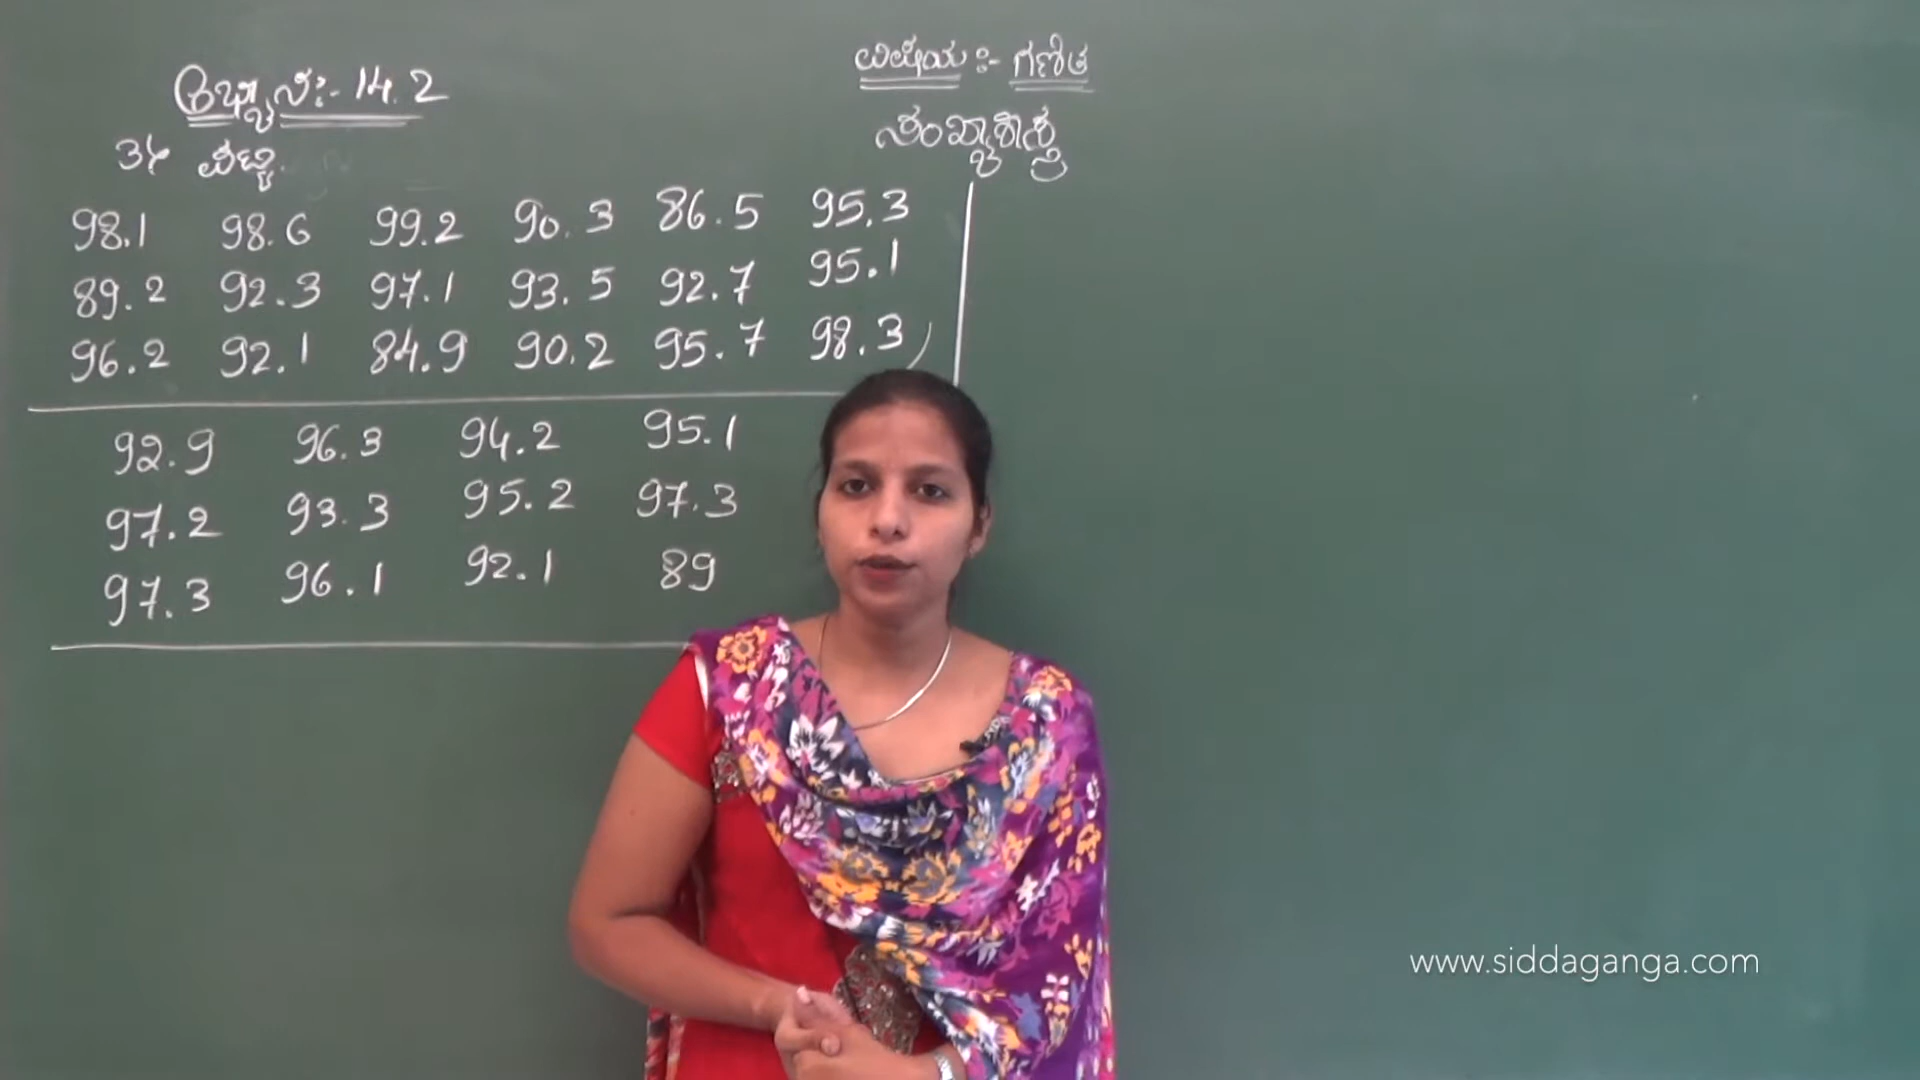 ಅಭ್ಯಾಸ:- 14.2
ವಿಷಯ :- ಗಣಿತ
ಸಂಖ್ಯಾಶಾಸ್ತ್ರ
98.1 98.6 99.2 90.3 86.5 95.3
89.2 92.3 97.1 93.5 92.7 95.1
96.2 92.1 84.9 90.2 95.7 98.3
92.9 96.3 94.2 95.1
97.2 93.3 95.2 97.3
97.3 96.1 92.1 89
www.siddaganga.com